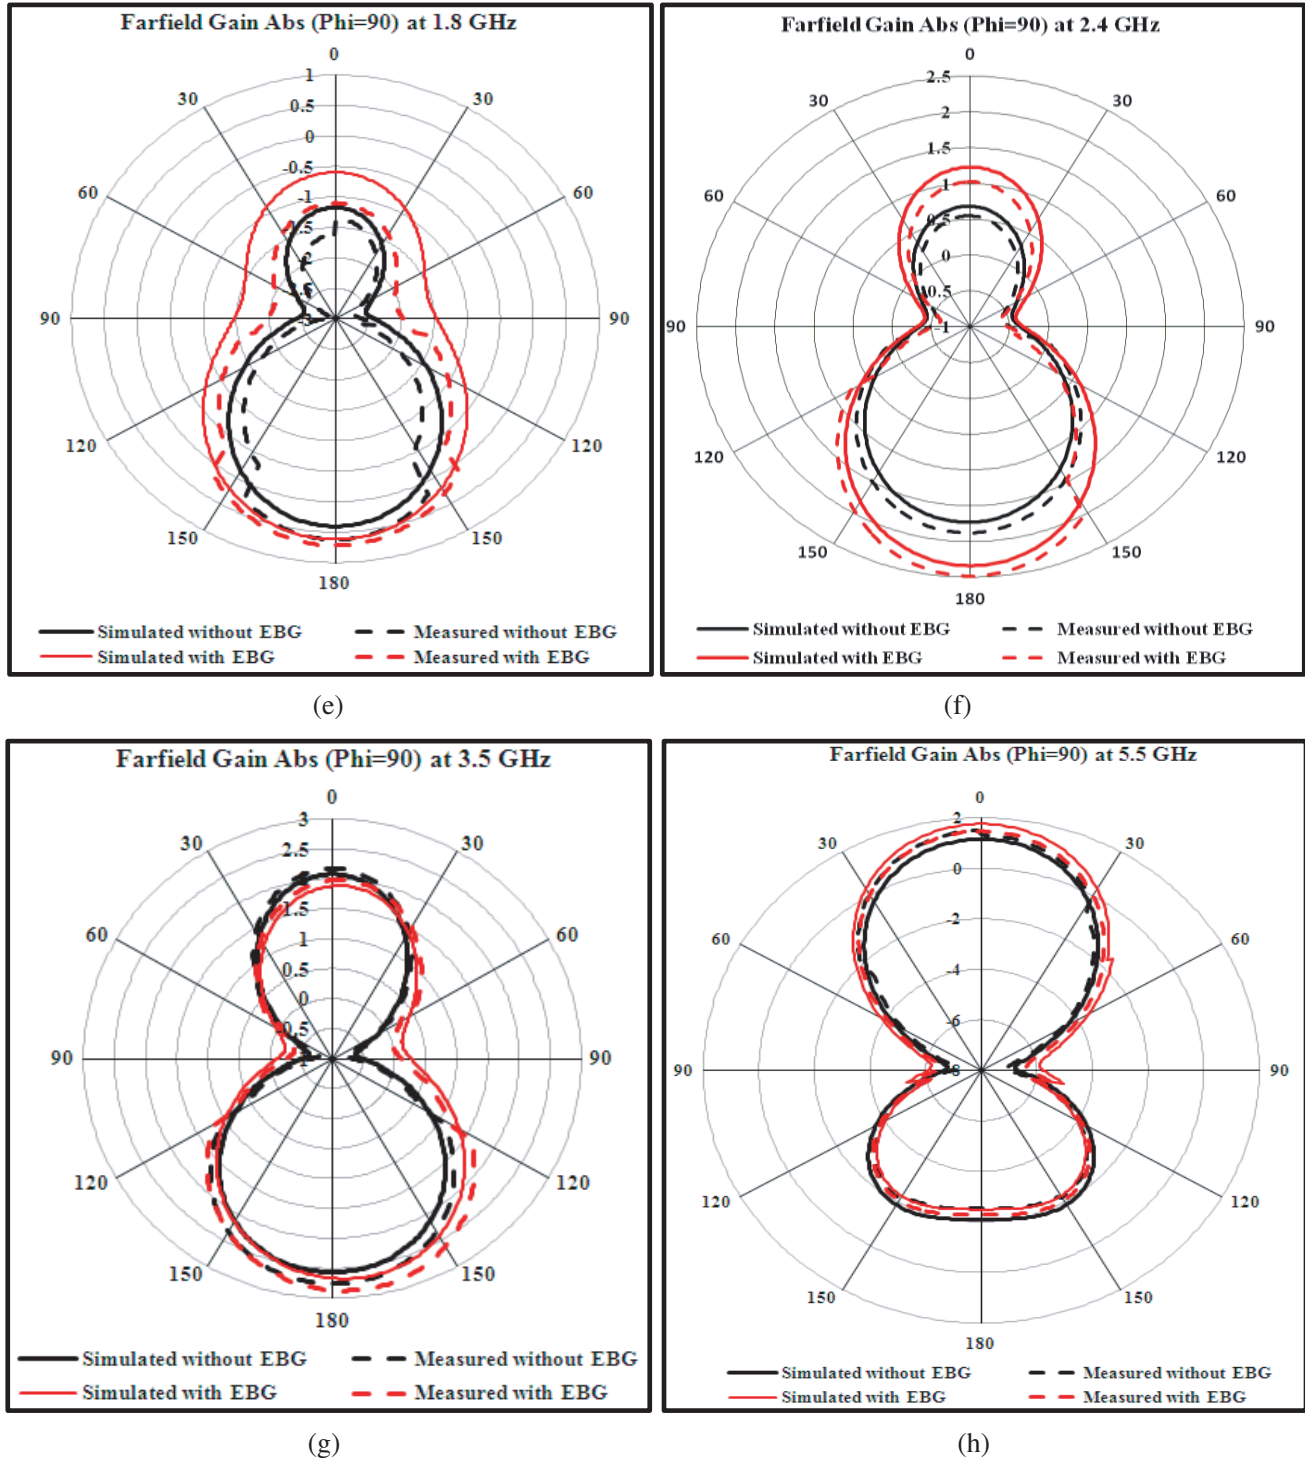 Farfield Gain Abs (Phi=90) at 1.8 GHz
0
30 1 30
0.5
0
60 -0.5 60
-1
90 90
120 120
150 150
180
Simulated without EBG Measured without EBG
Simulated with EBG Measured with EBG
(e)
Farfield Gain Abs (Phi=90) at 2.4 GHz
0
2.5
30 2 30
1.5
60 1 60
0.5
0
0.5
90 -1 90
120 120
150 150
180
Simulated without EBG Measured without EBG
Simulated with EBG Measured with EBG
(f)
Farfield Gain Abs (Phi=90) at 3.5 GHz
0
3
30 2.5 30
1.5
60 1 60
0.5
0
0.5
90 90
120 120
150 150
180
Simulated without EBG Measured without EBG
Simulated with EBG Measured with EBG
(g)
Farfield Gain Abs (Phi=90) at 5.5 GHz
0
2
30 0 30
-2
60 -4 60
-6
90 8 90
120 120
150 150
180
Simulated without EBG Measured without EBG
Simulated with EBG Measured with EBG
(h)